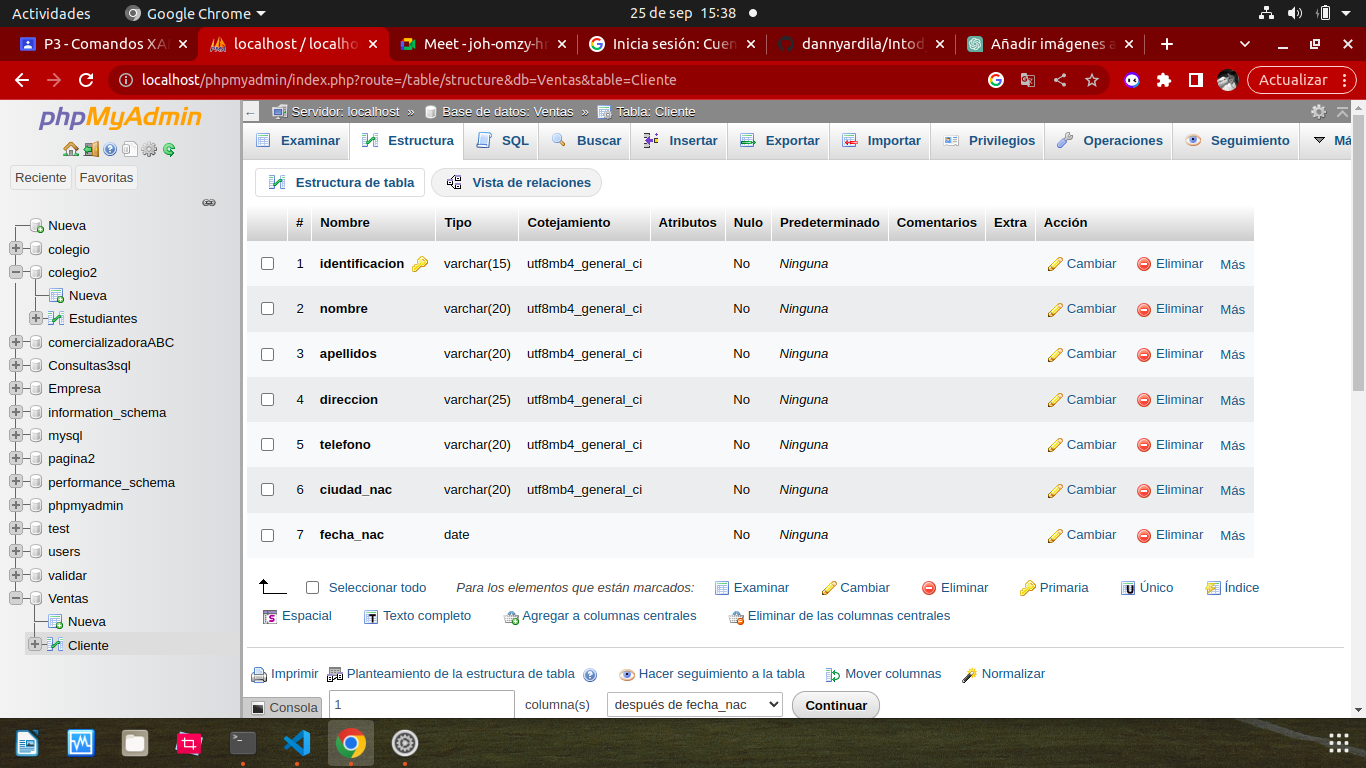 Actividades Google Chrome 25 de sep 15:38
P3 - Comandos XA localhost / localho Meet - joh-omzy-h Inicia sesión: Cuen dannyardila/Intod Añadir imágenes a
localhost/phpmyadmin/index.php?route=/table/structure&db=Ventas&table=Cliente Actualizar
phpMyAdmin
Reciente Favoritas
Nueva
colegio
colegio2
Nueva
Estudiantes
comercializadoraABC
Consultas3sql
Empresa
information_schema
mysql
pagina2
performance_schema
phpmyadmin
test
users
validar
Ventas
Nueva
Cliente
Servidor: localhost » Base de datos: Ventas » Tabla: Cliente
Examinar Estructura SQL Buscar Insertar Exportar Importar Privilegios Operaciones Seguimiento Má
Estructura de tabla Vista de relaciones
# Nombre Tipo Cotejamiento Atributos Nulo Predeterminado Comentarios Extra Acción
1 identificacion varchar(15) utf8mb4_general_ci No Ninguna Cambiar Eliminar Más
2 nombre varchar(20) utf8mb4_general_ci No Ninguna Cambiar Eliminar Más
3 apellidos varchar(20) utf8mb4_general_ci No Ninguna Cambiar Eliminar Más
4 direccion varchar(25) utf8mb4_general_ci No Ninguna Cambiar Eliminar Más
5 telefono varchar(20) utf8mb4_general_ci No Ninguna Cambiar Eliminar Más
6 ciudad_nac varchar(20) utf8mb4_general_ci No Ninguna Cambiar Eliminar Más
7 fecha_nac date No Ninguna Cambiar Eliminar Más
Seleccionar todo Para los elementos que están marcados: Examinar Cambiar Eliminar Primaria Único Índice
Espacial Texto completo Agregar a columnas centrales Eliminar de las columnas centrales
Imprimir Planteamiento de la estructura de tabla Hacer seguimiento a la tabla Mover columnas Normalizar
Consola 1 columna(s) después de fecha_nac Continuar